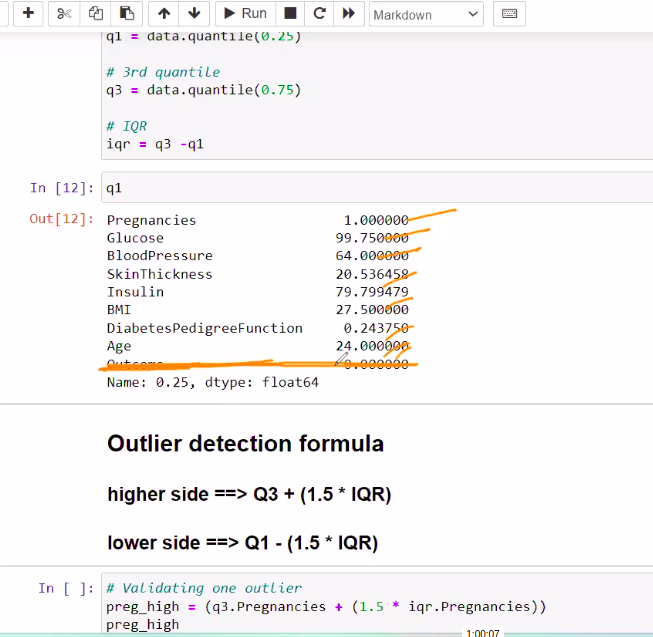 Run
Markdown
q1 = data.quantile(0.25)
# 3rd quantile
q3 = data.quantile(0.75)
# IQR
iqr = q3 -q1
In [12]: q1
Out[12]: Pregnancies 1.000000
Glucose 99.750000
BloodPressure 64.000000
SkinThickness 20.536458
Insulin 79.799479
BMI 27.500000
DiabetesPedigreeFunction 0.243750
Age 24.000000
Outcome 0.000000
Name: 0.25, dtype: float64
Outlier detection formula
higher side ==> Q3 + (1.5 * IQR)
lower side ==> Q1 - (1.5 * IQR)
In [ ]: # Validating one outlier
preg_high = (q3.Pregnancies + (1.5 * iqr.Pregnancies))
preg_high
1:00:07